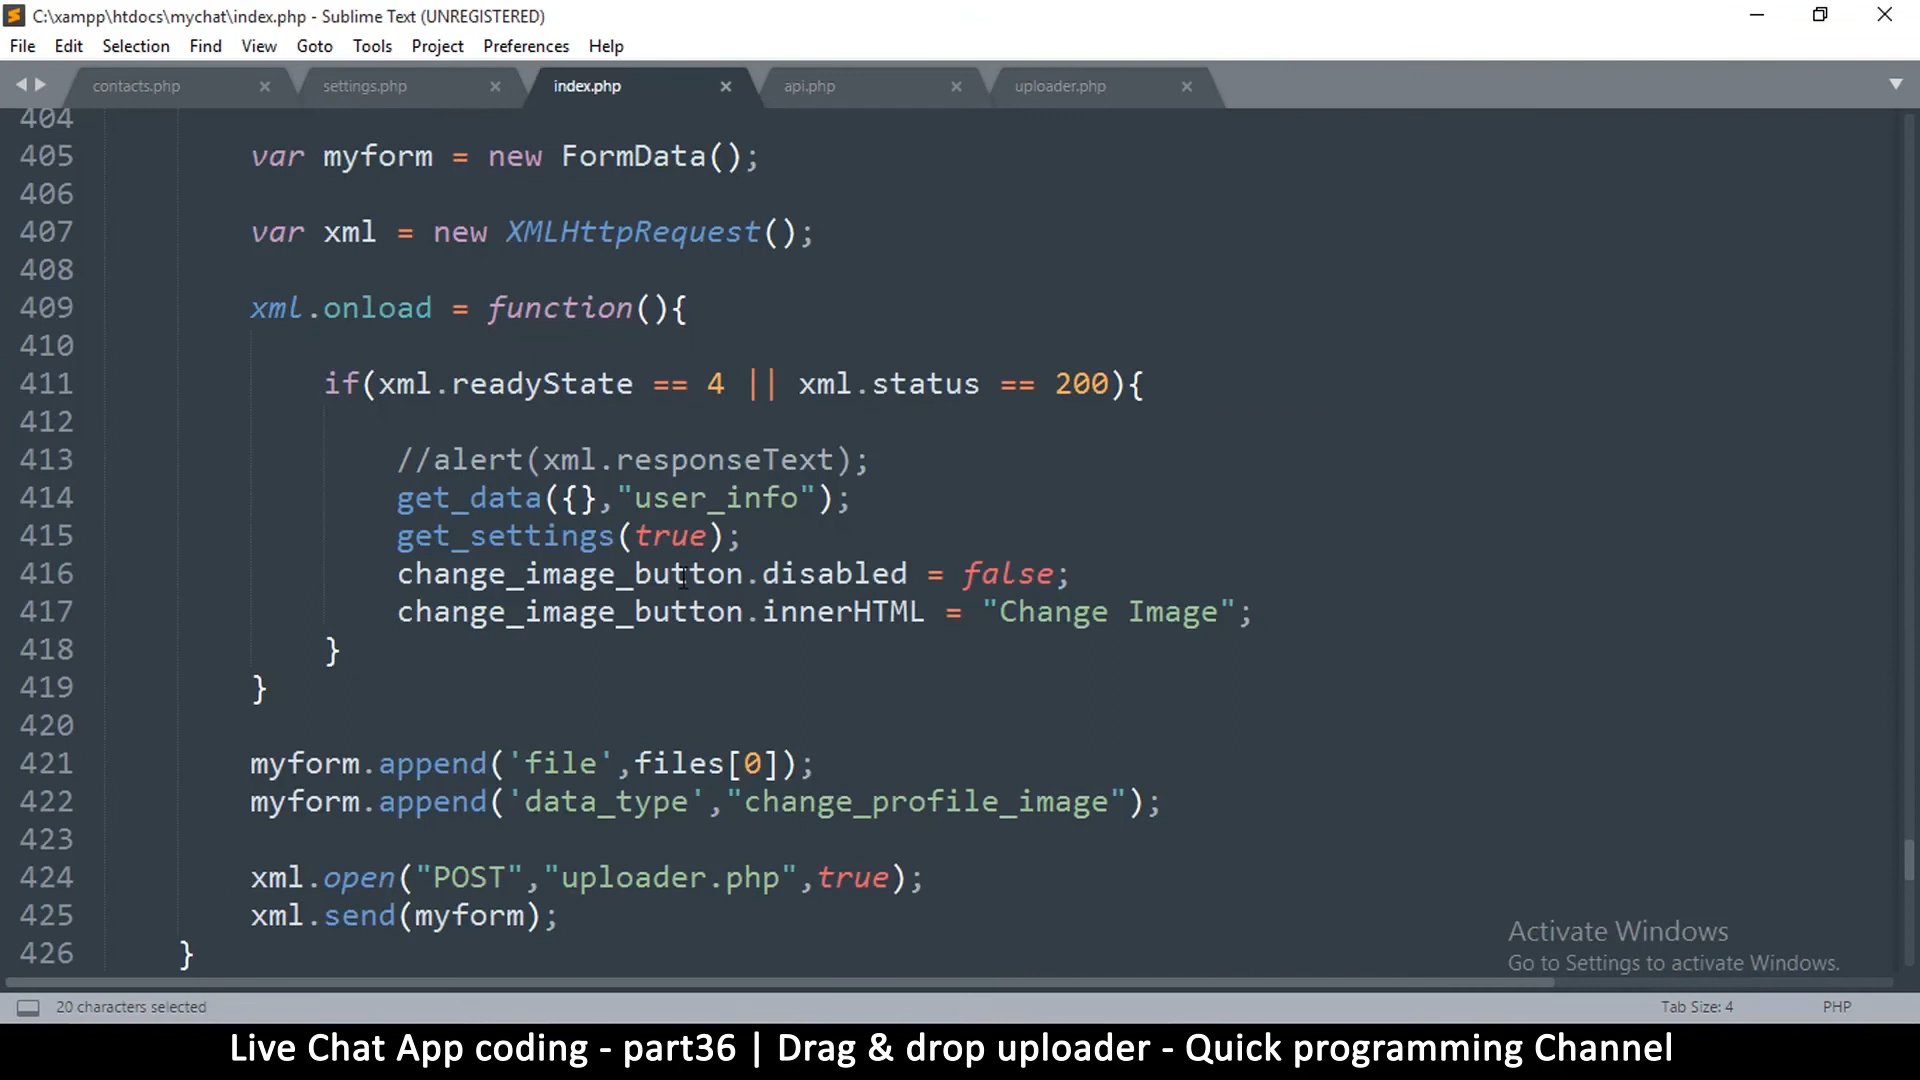 C:\xampp\htdocs\mychat\index.php - Sublime Text (UNREGISTERED)
File Edit Selection Find View Goto Tools Project Preferences Help
contacts.php settings.php index.php api.php uploader.php
404
405 var myform = new FormData();
406
407 var xml = new XMLHttpRequest();
408
409 xml.onload = function(){
410
411 if(xml.readyState == 4 || xml.status == 200){
412
413 //alert(xml.responseText);
414 get_data({},"user_info");
415 get_settings(true);
416 change_image_button.disabled = false;
417 change_image_button.innerHTML = "Change Image";
418 }
419 }
420
421 myform.append('file',files[0]);
422 myform.append('data_type',"change_profile_image");
423
424 xml.open("POST","uploader.php",true);
425 xml.send(myform);
426 }
Activate Windows
Go to Settings to activate Windows.
20 characters selected Tab Size: 4 PHP
Live Chat App coding - part36 | Drag & drop uploader - Quick programming Channel